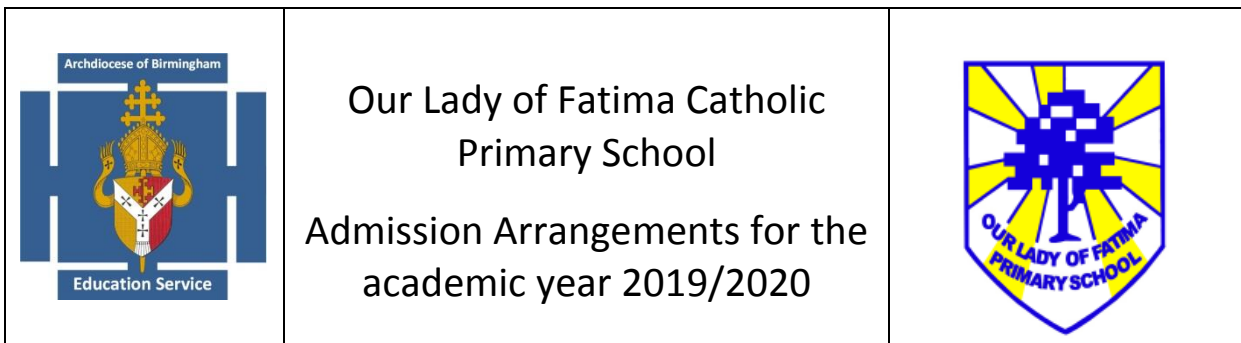 Archdiocese of Birmingham
Education Service
Our Lady of Fatima Catholic
Primary School
Admission Arrangements for the
academic year 2019/2020
OUR LADY OF FATIMA
PRIMARY SCHOOL